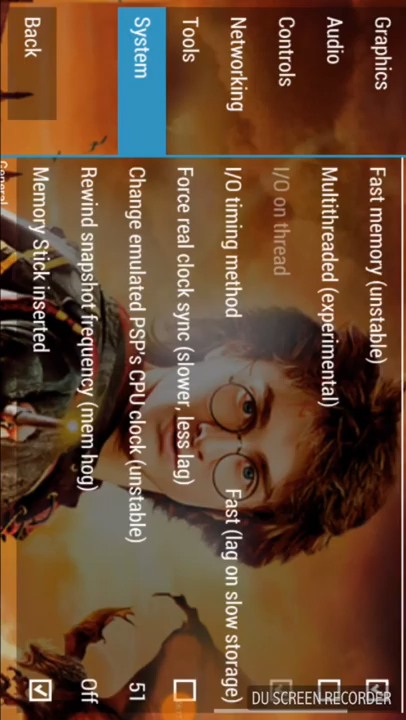 Graphics
Audio
Controls
Networking
Tools
System
Back
Fast memory (unstable)
Multithreaded (experimental)
I/O on thread
I/O timing method Fast (lag on slow storage)
Force real clock sync (slower, less lag)
Change emulated PSP's CPU clock (unstable) 51
Rewind snapshot frequency (mem hog) Off
Memory Stick inserted
General
DU SCREEN RECORDER